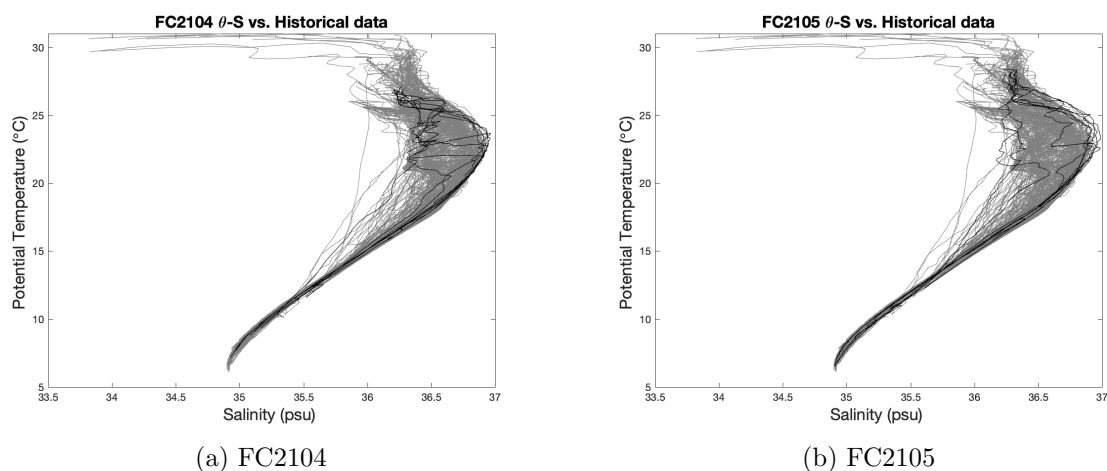 FC2104 θ-S vs. Historical data
30
25
20
15
10
5
Potential Temperature (°C)
33.5 34 34.5 35 35.5 36 36.5 37
Salinity (psu)
(a) FC2104
FC2105 θ-S vs. Historical data
30
25
20
15
10
5
Potential Temperature (°C)
33.5 34 34.5 35 35.5 36 36.5 37
Salinity (psu)
(b) FC2105